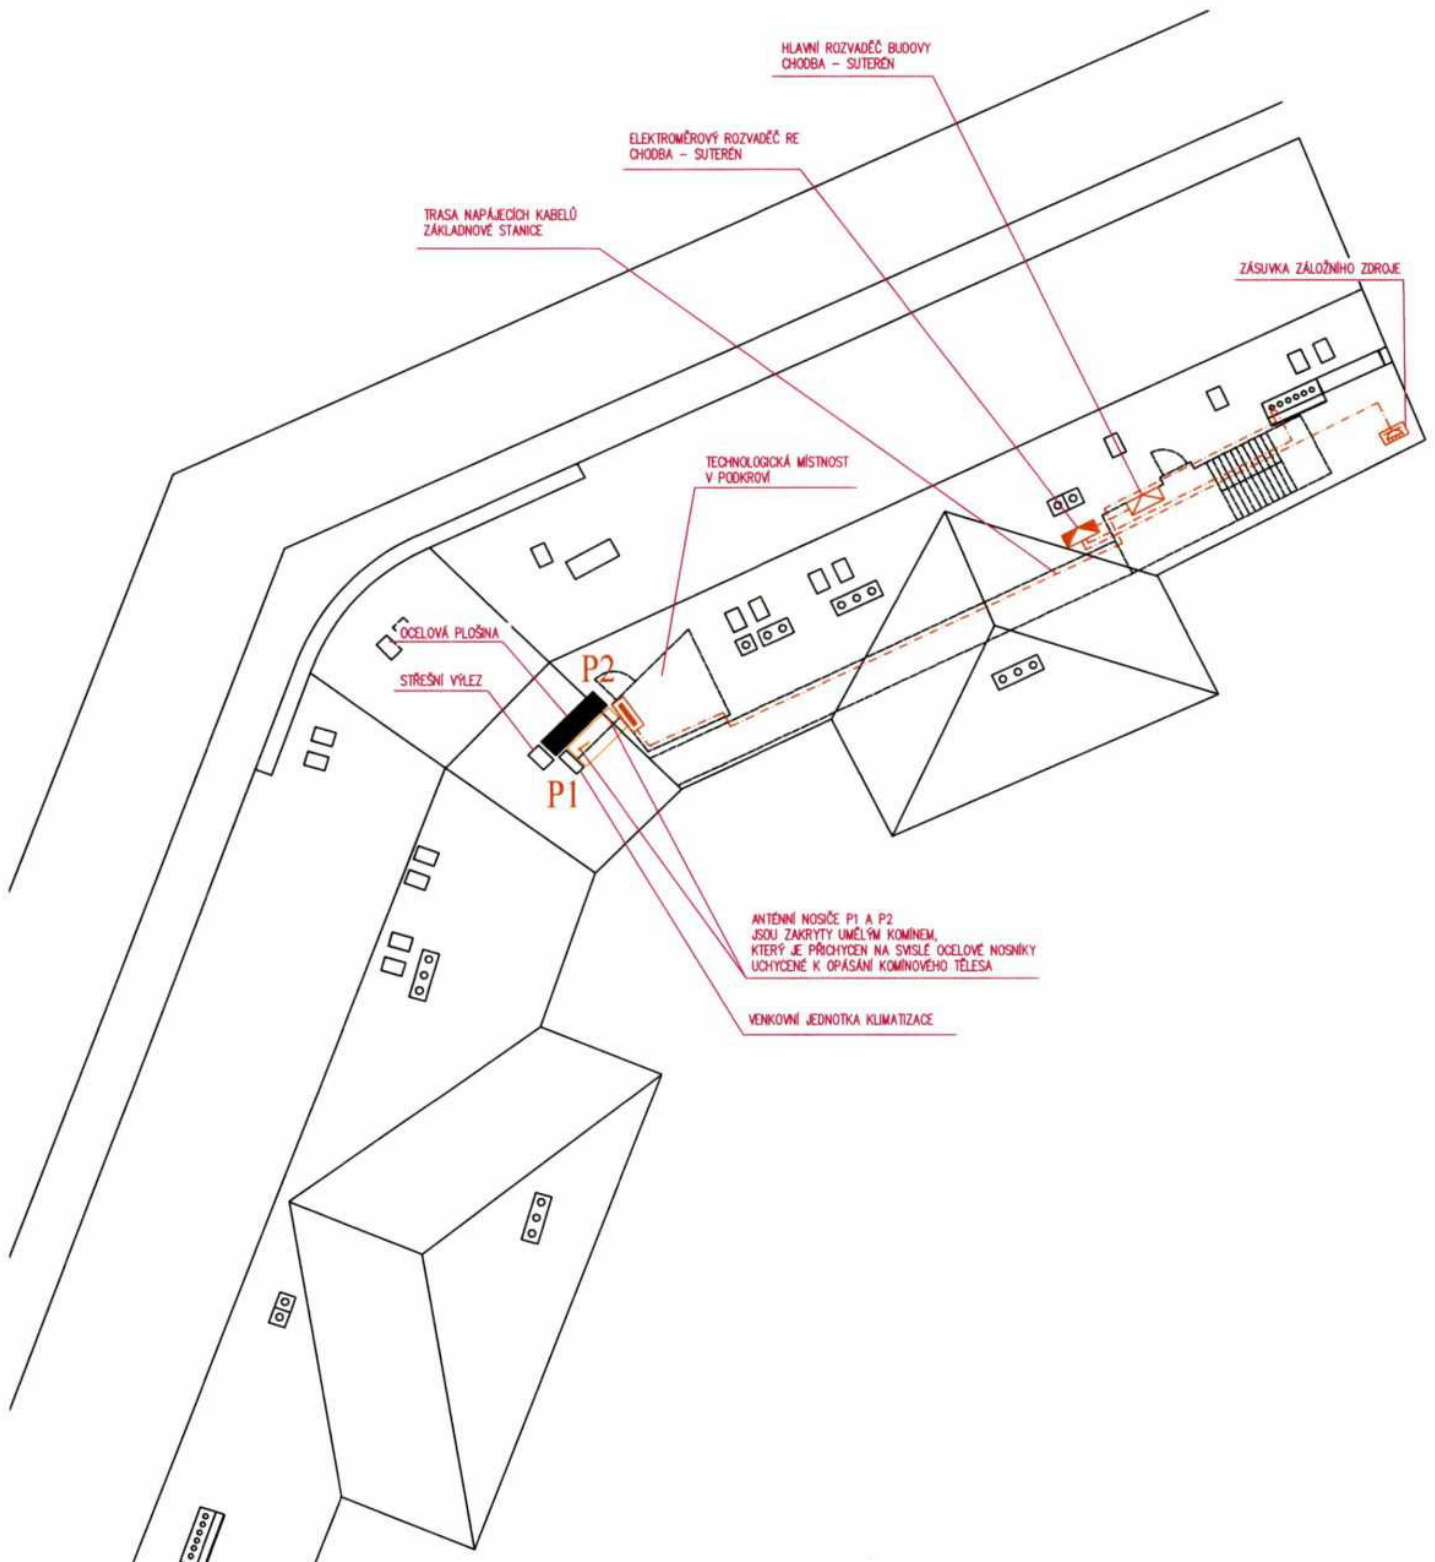 HLAVNÍ ROZVADĚČ BUDOVY
CHODBA – SUTERÉN
ELEKTROMĚROVÝ ROZVADĚČ RE
CHODBA – SUTERÉN
TRASA NAPÁJECÍCH KABELŮ
ZÁKLADNOVÉ STANICE
ZÁSUVKA ZÁLOŽNÍHO ZDROJE
TECHNOLOGICKÁ MÍSTNOST
V PODKROVÍ
OCELOVÁ PLOŠINA
P2
STŘEŠNÍ VÝLEZ
P1
ANTÉNNÍ NOSIČE P1 A P2
JSOU ZAKRYTY UMĚLÝM KOMÍNEM,
KTERÝ JE PŘICHYCEN NA SVISLÉ OCELOVÉ NOSNÍKY
UCHYCENÉ K OPÁSÁNÍ KOMÍNOVÉHO TĚLESA
VENKOVNÍ JEDNOTKA KLIMATIZACE